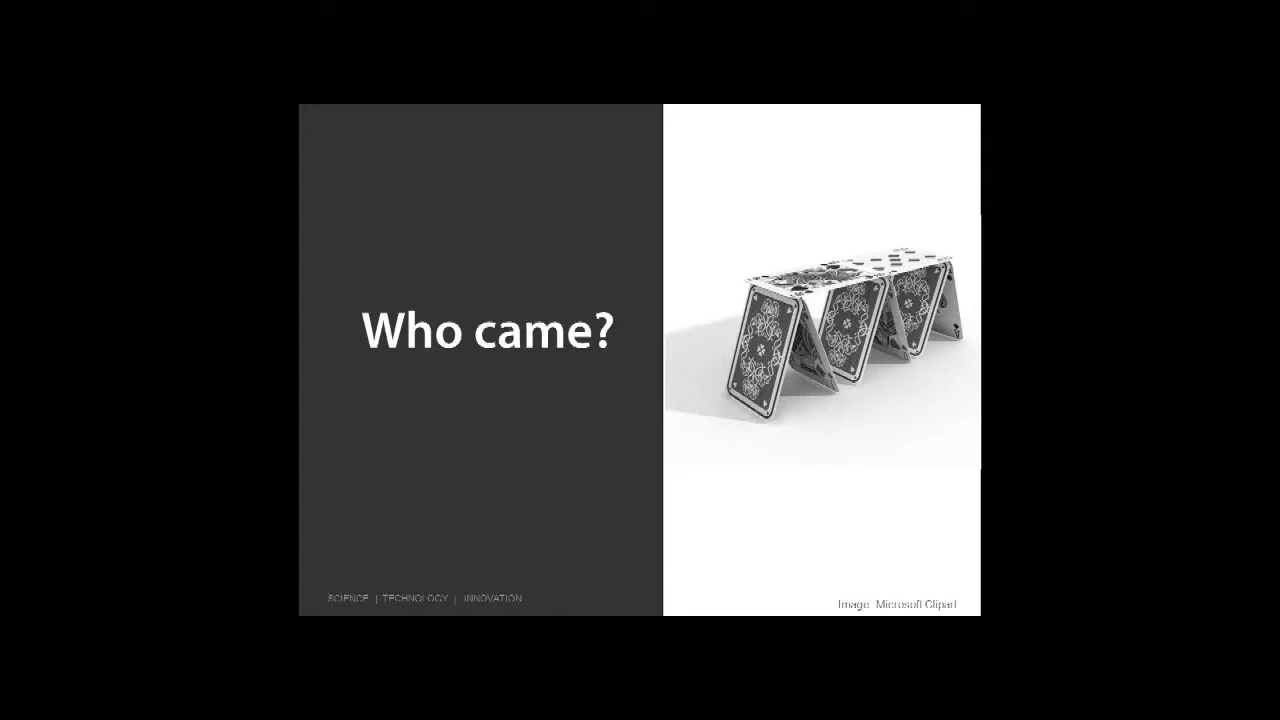 Who came?
SCIENCE | TECHNOLOGY | INNOVATION
Image: Microsoft Clipart